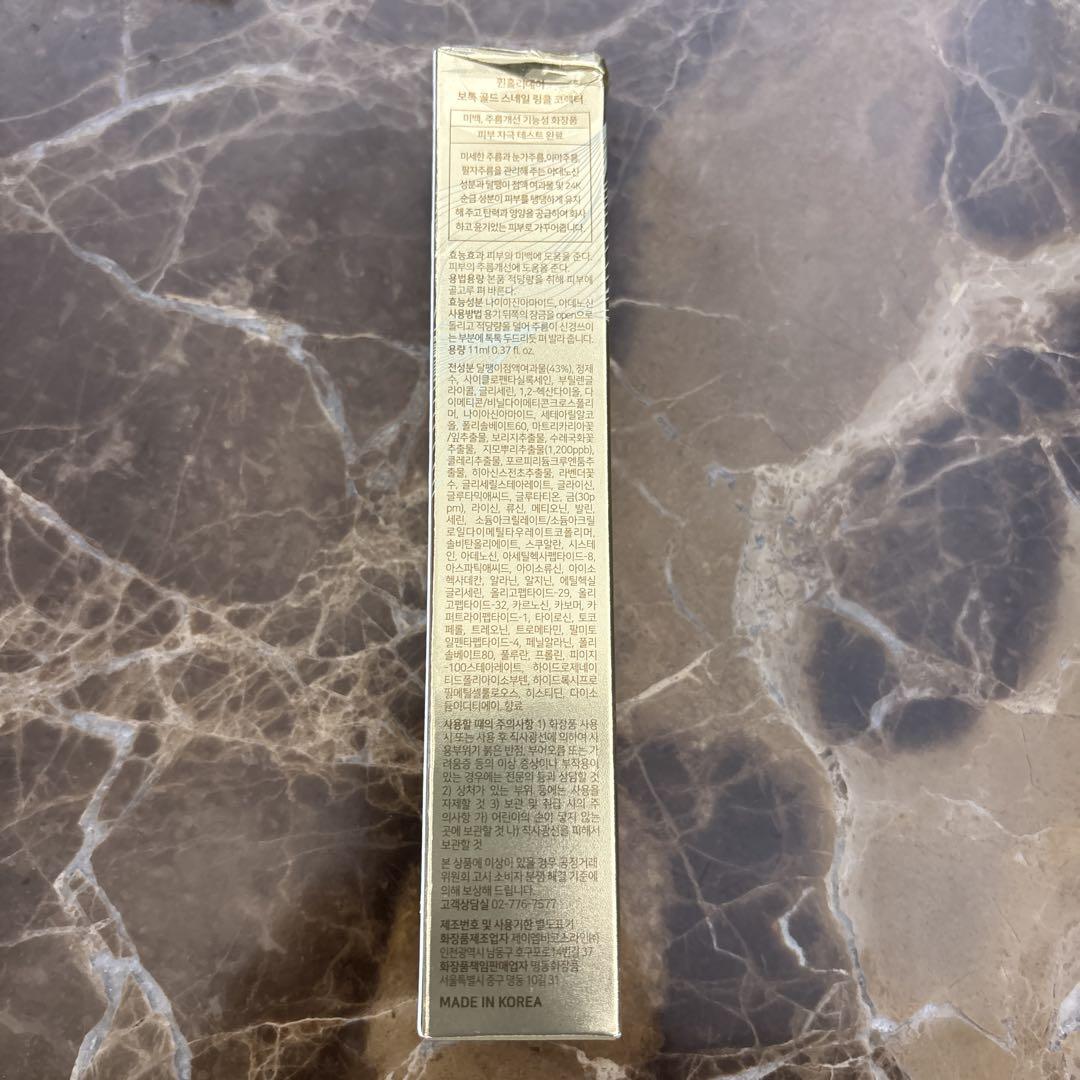 휜홀리데이
보톡 골드 스네일 링클 코렉터
미백, 주름개선 기능성 화장품
피부 자극 테스트 완료
미세한 주름과 눈가주름,이마주름,
팔자주름을 관리해 주는 아데노신
성분과 달팽이 점액 여과물 및 24K
순금 성분이 피부를 탱탱하게 유지
해 주고 탄력과 영양을 공급하여 화사
하고 윤기있는 피부로 가꾸어줍니다.
효능효과 피부의 미백에 도움을 준다.
피부의 주름개선에 도움을 준다.
용법용량 본품 적당량을 취해 피부에
골고루 펴 바른다.
효능성분 나이아신아마이드, 아데노신
사용방법 용기 뒤쪽의 잠금을 open으로
돌리고 적당량을 덜어 주름이 신경쓰이
는 부분에 톡톡 두드리듯 펴 발라 줍니다.
용량 11ml 0.37 fl. oz.
전성분 달팽이점액여과물(43%), 정제
수, 사이클로펜타실록세인, 부틸렌글
라이콜, 글리세린, 1,2-헥산다이올, 다
이메티콘/비닐다이메티콘크로스폴리
머, 나이아신아마이드, 세테아릴알코
올, 폴리솔베이트60, 마트리카리아꽃
/잎추출물, 보리지추출물, 수레국화꽃
추출물, 지모뿌리추출물(1,200ppb),
콜레리추출물, 포르피리듐크루엔툼추
출물, 히아신스전초추출물, 라벤더꽃
수, 글리세릴스테아레이트, 글라이신,
글루타믹애씨드, 글루타티온, 금(30p
pm), 라이신, 류신, 메티오닌, 발린,
세린, 소듐아크릴레이트/소듐아크릴
로일다이메틸타우레이트코폴리머,
솔비탄올리에이트, 스쿠알란, 시스테
인, 아데노신, 아세틸헥사펩타이드-8,
아스파틱애씨드, 아이소류신, 아이소
헥사데칸, 알라닌, 알지닌, 에틸헥실
글리세린, 올리고펩타이드-29, 올리
고펩타이드-32, 카르노신, 카보머, 카
퍼트라이펩타이드-1, 타이로신, 토코
페롤, 트레오닌, 트로메타민, 팔미토
일펜타펩타이드-4, 페닐알라닌, 폴리
솔베이트80, 풀루란, 프롤린, 피이지
-100스테아레이트, 하이드로제네이
티드폴리아이소부텐, 하이드록시프로
필메틸셀룰로오스, 히스티딘, 다이소
듐이디티에이, 향료
사용할 때의 주의사항 1) 화장품 사용
시 또는 사용 후 직사광선에 의하여 사
용부위가 붉은 반점, 부어오름 또는 가
려움증 등의 이상 증상이나 부작용이
있는 경우에는 전문의 등과 상담할 것
2) 상처가 있는 부위 등에는 사용을
자제할 것 3) 보관 및 취급 시의 주
의사항 가) 어린이의 손이 닿지 않는
곳에 보관할 것 나) 직사광선을 피해서
보관할 것
본 상품에 이상이 있을 경우 공정거래
위원회 고시 소비자 분쟁 해결 기준에
의해 보상해 드립니다.
고객상담실 02-776-7577
제조번호 및 사용기한 별도표기
화장품제조업자 제이엠비코스라인㈜
인천광역시 남동구 호구포로14번길 37
화장품책임판매업자 명동화장품
서울특별시 중구 명동 10길 31
MADE IN KOREA